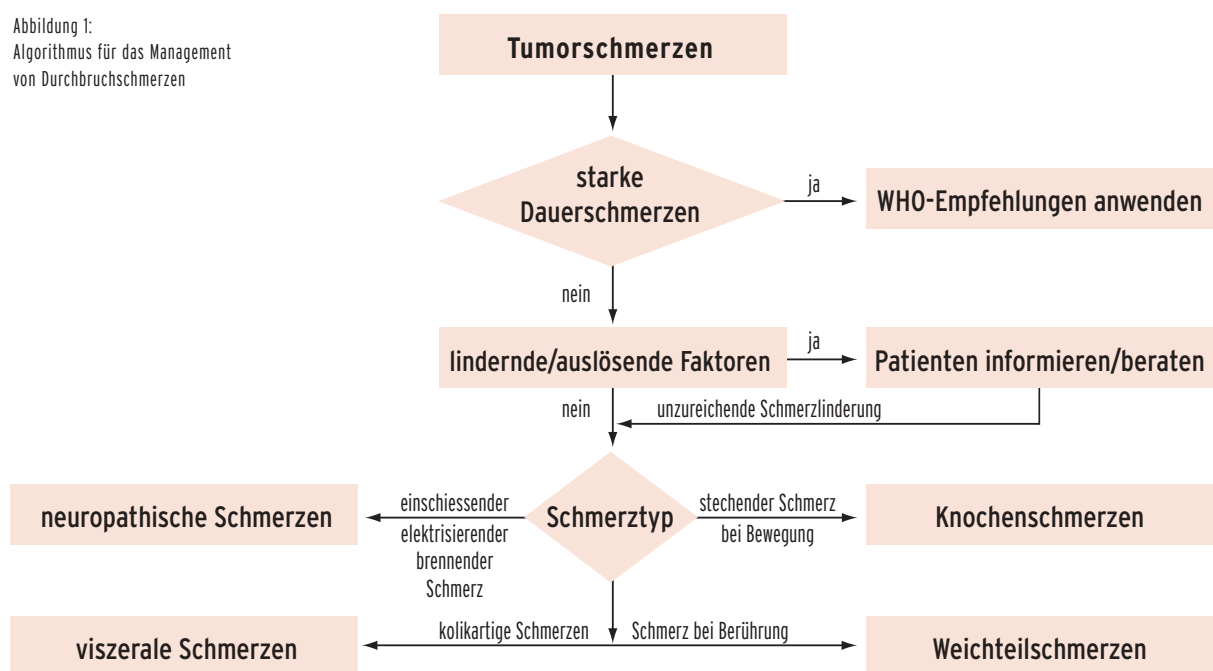 Abbildung 1:
Algorithmus für das Management
von Durchbruchschmerzen
Tumorschmerzen
starke
Dauerschmerzen
ja
WHO-Empfehlungen anwenden
nein
lindernde/auslösende Faktoren
ja
Patienten informieren/beraten
nein
unzureichende Schmerzlinderung
neuropathische Schmerzen
einschiessender
elektrisierender
brennender
Schmerz
Schmerztyp
stechender Schmerz
bei Bewegung
Knochenschmerzen
viszerale Schmerzen
kolikartige Schmerzen
Schmerz bei Berührung
Weichteilschmerzen